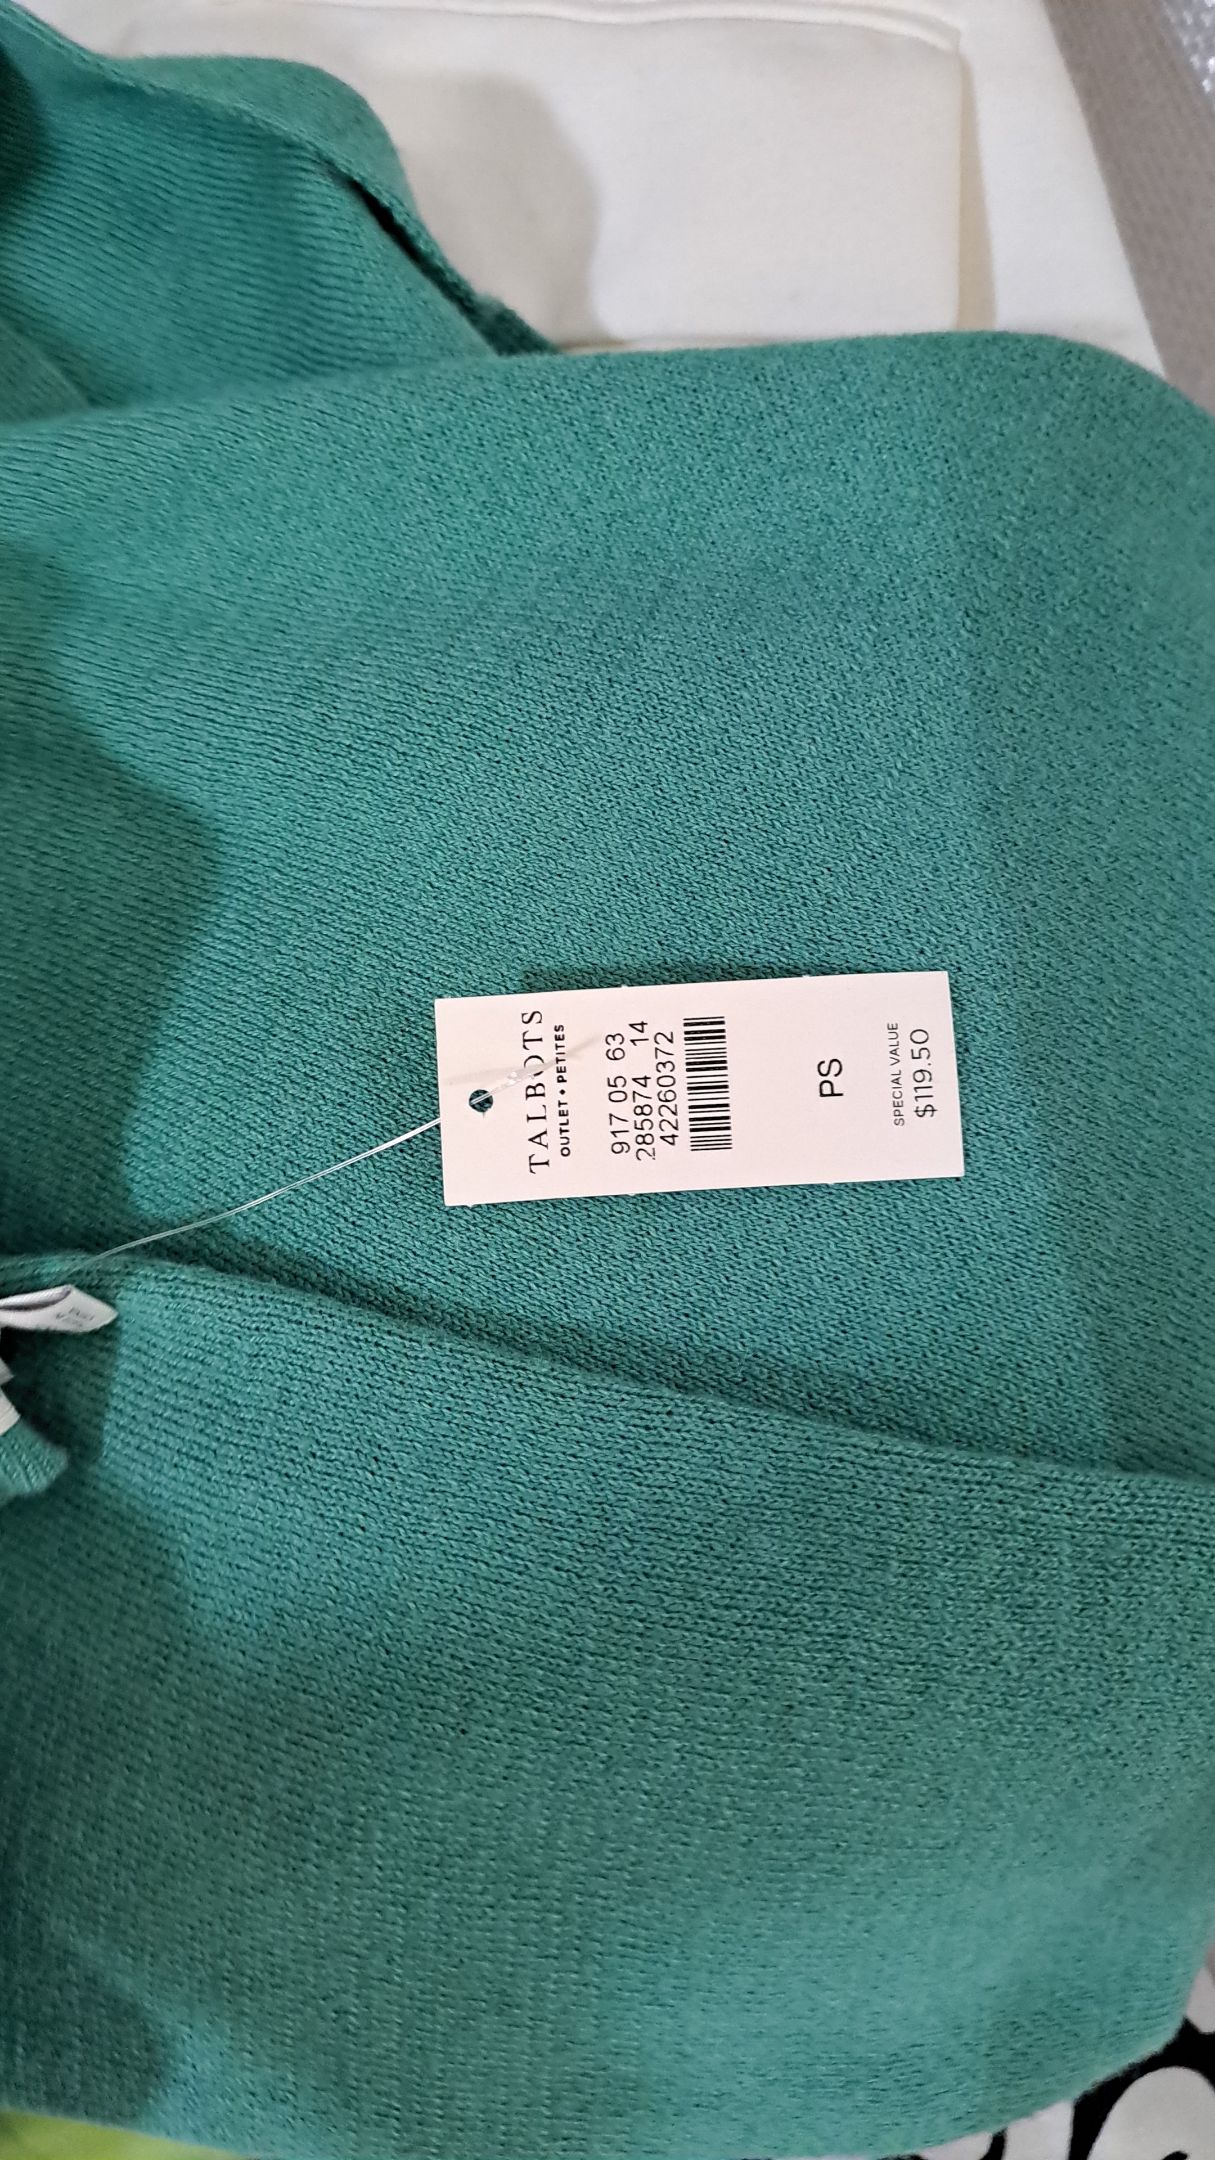 TALBOTS
OUTLET • PETITES
917 05 63
285874 14
42260372
PS
SPECIAL VALUE
$119.50